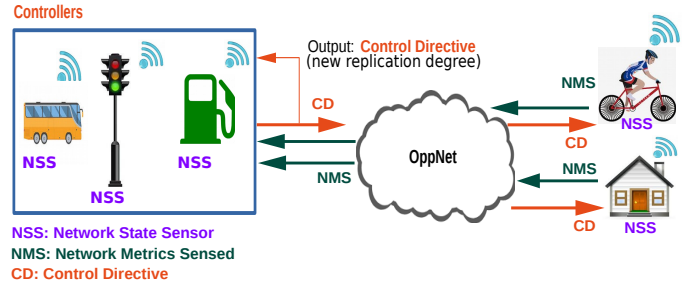 Controllers
Output: Control Directive
(new replication degree)
NMS
CD
NSS
CD
OppNet
NMS
NSS
NSS
NMS
NSS
CD
NSS
NSS: Network State Sensor
NMS: Network Metrics Sensed
CD: Control Directive